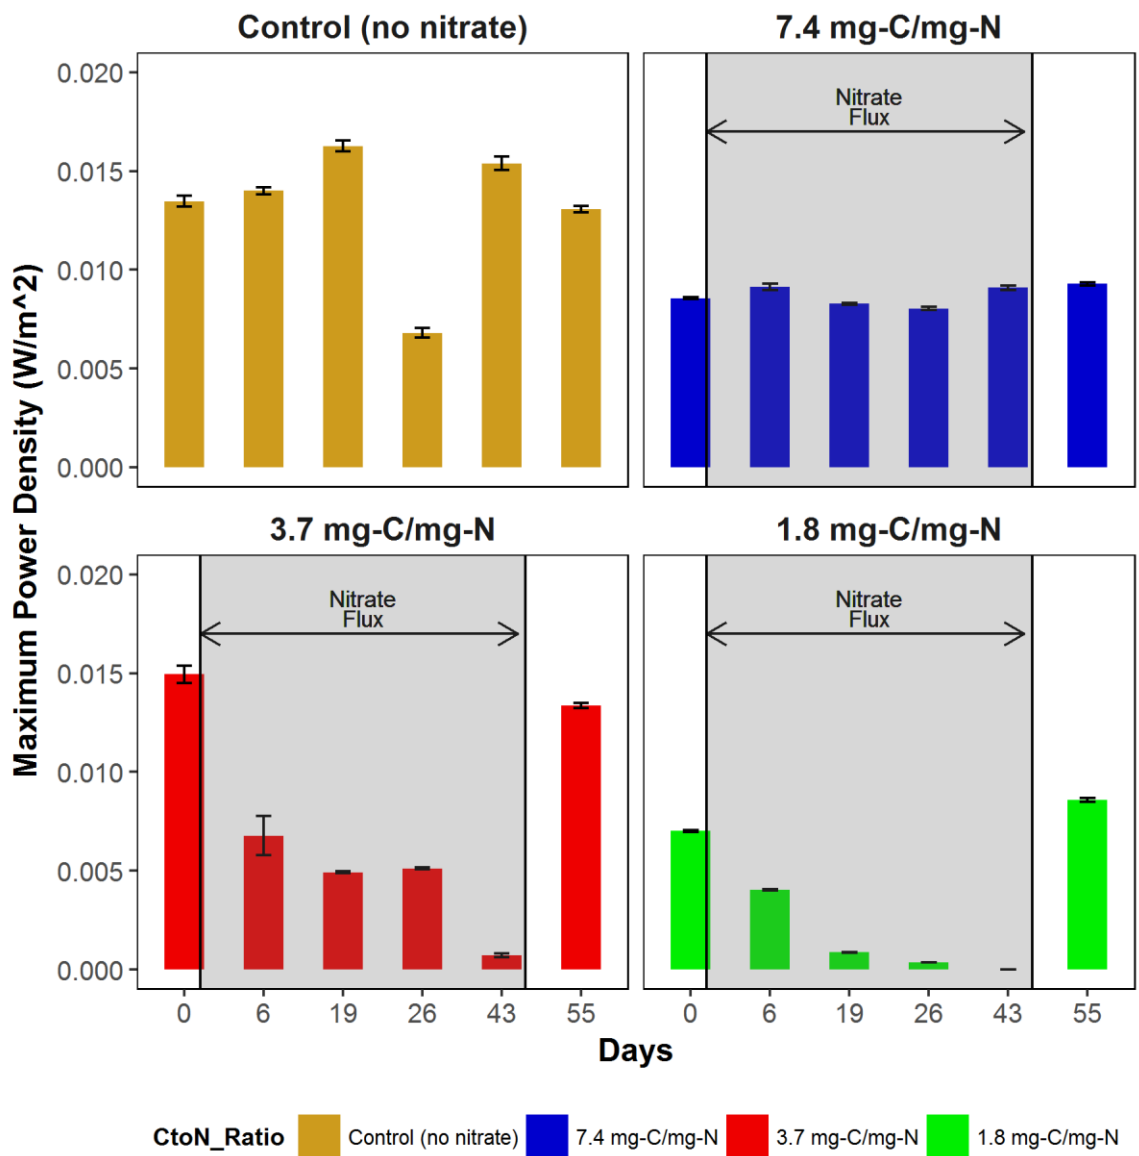 Control (no nitrate)
7.4 mg-C/mg-N
0.020
0.015
0.010
0.005
0.000
Nitrate
Flux
Maximum Power Density (W/m^2)
3.7 mg-C/mg-N
1.8 mg-C/mg-N
0.020
0.015
0.010
0.005
0.000
Nitrate
Flux
Nitrate
Flux
0 6 19 26 43 55
0 6 19 26 43 55
Days
CtoN_Ratio Control (no nitrate) 7.4 mg-C/mg-N 3.7 mg-C/mg-N 1.8 mg-C/mg-N